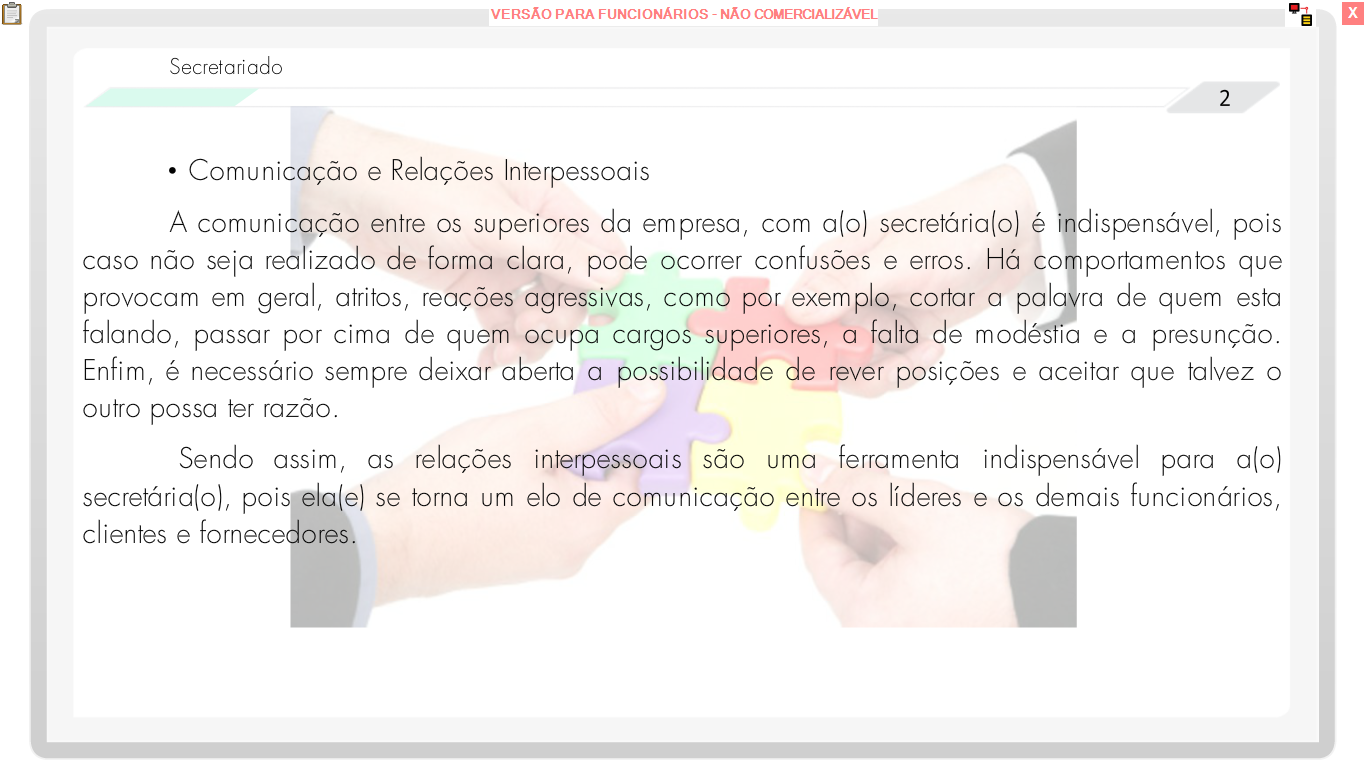 VERSÃO PARA FUNCIONÁRIOS - NÃO COMERCIALIZÁVEL
X
Secretariado
2
• Comunicação e Relações Interpessoais
A comunicação entre os superiores da empresa, com a(o) secretária(o) é indispensável, pois
caso não seja realizado de forma clara, pode ocorrer confusões e erros. Há comportamentos que
provocam em geral, atritos, reações agressivas, como por exemplo, cortar a palavra de quem esta
falando, passar por cima de quem ocupa cargos superiores, a falta de modéstia e a presunção.
Enfim, é necessário sempre deixar aberta a possibilidade de rever posições e aceitar que talvez o
outro possa ter razão.
Sendo assim, as relações interpessoais são uma ferramenta indispensável para a(o)
secretária(o), pois ela(e) se torna um elo de comunicação entre os líderes e os demais funcionários,
clientes e fornecedores.